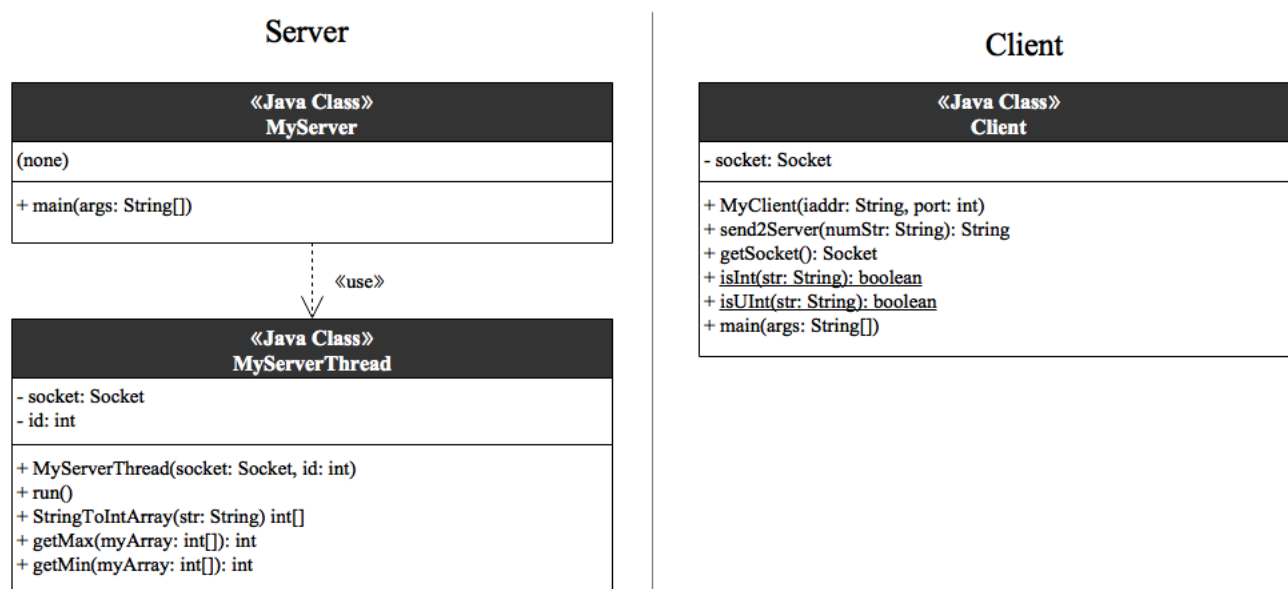 Server
«Java Class»
MyServer
(none)
+ main(args: String[])
«use»
«Java Class»
MyServerThread
- socket: Socket
- id: int
+ MyServerThread(socket: Socket, id: int)
+ run()
+ StringToIntArray(str: String) int[]
+ getMax(myArray: int[]): int
+ getMin(myArray: int[]): int
Client
«Java Class»
Client
- socket: Socket
+ MyClient(iaddr: String, port: int)
+ send2Server(numStr: String): String
+ getSocket(): Socket
+ isInt(str: String): boolean
+ isUInt(str: String): boolean
+ main(args: String[])